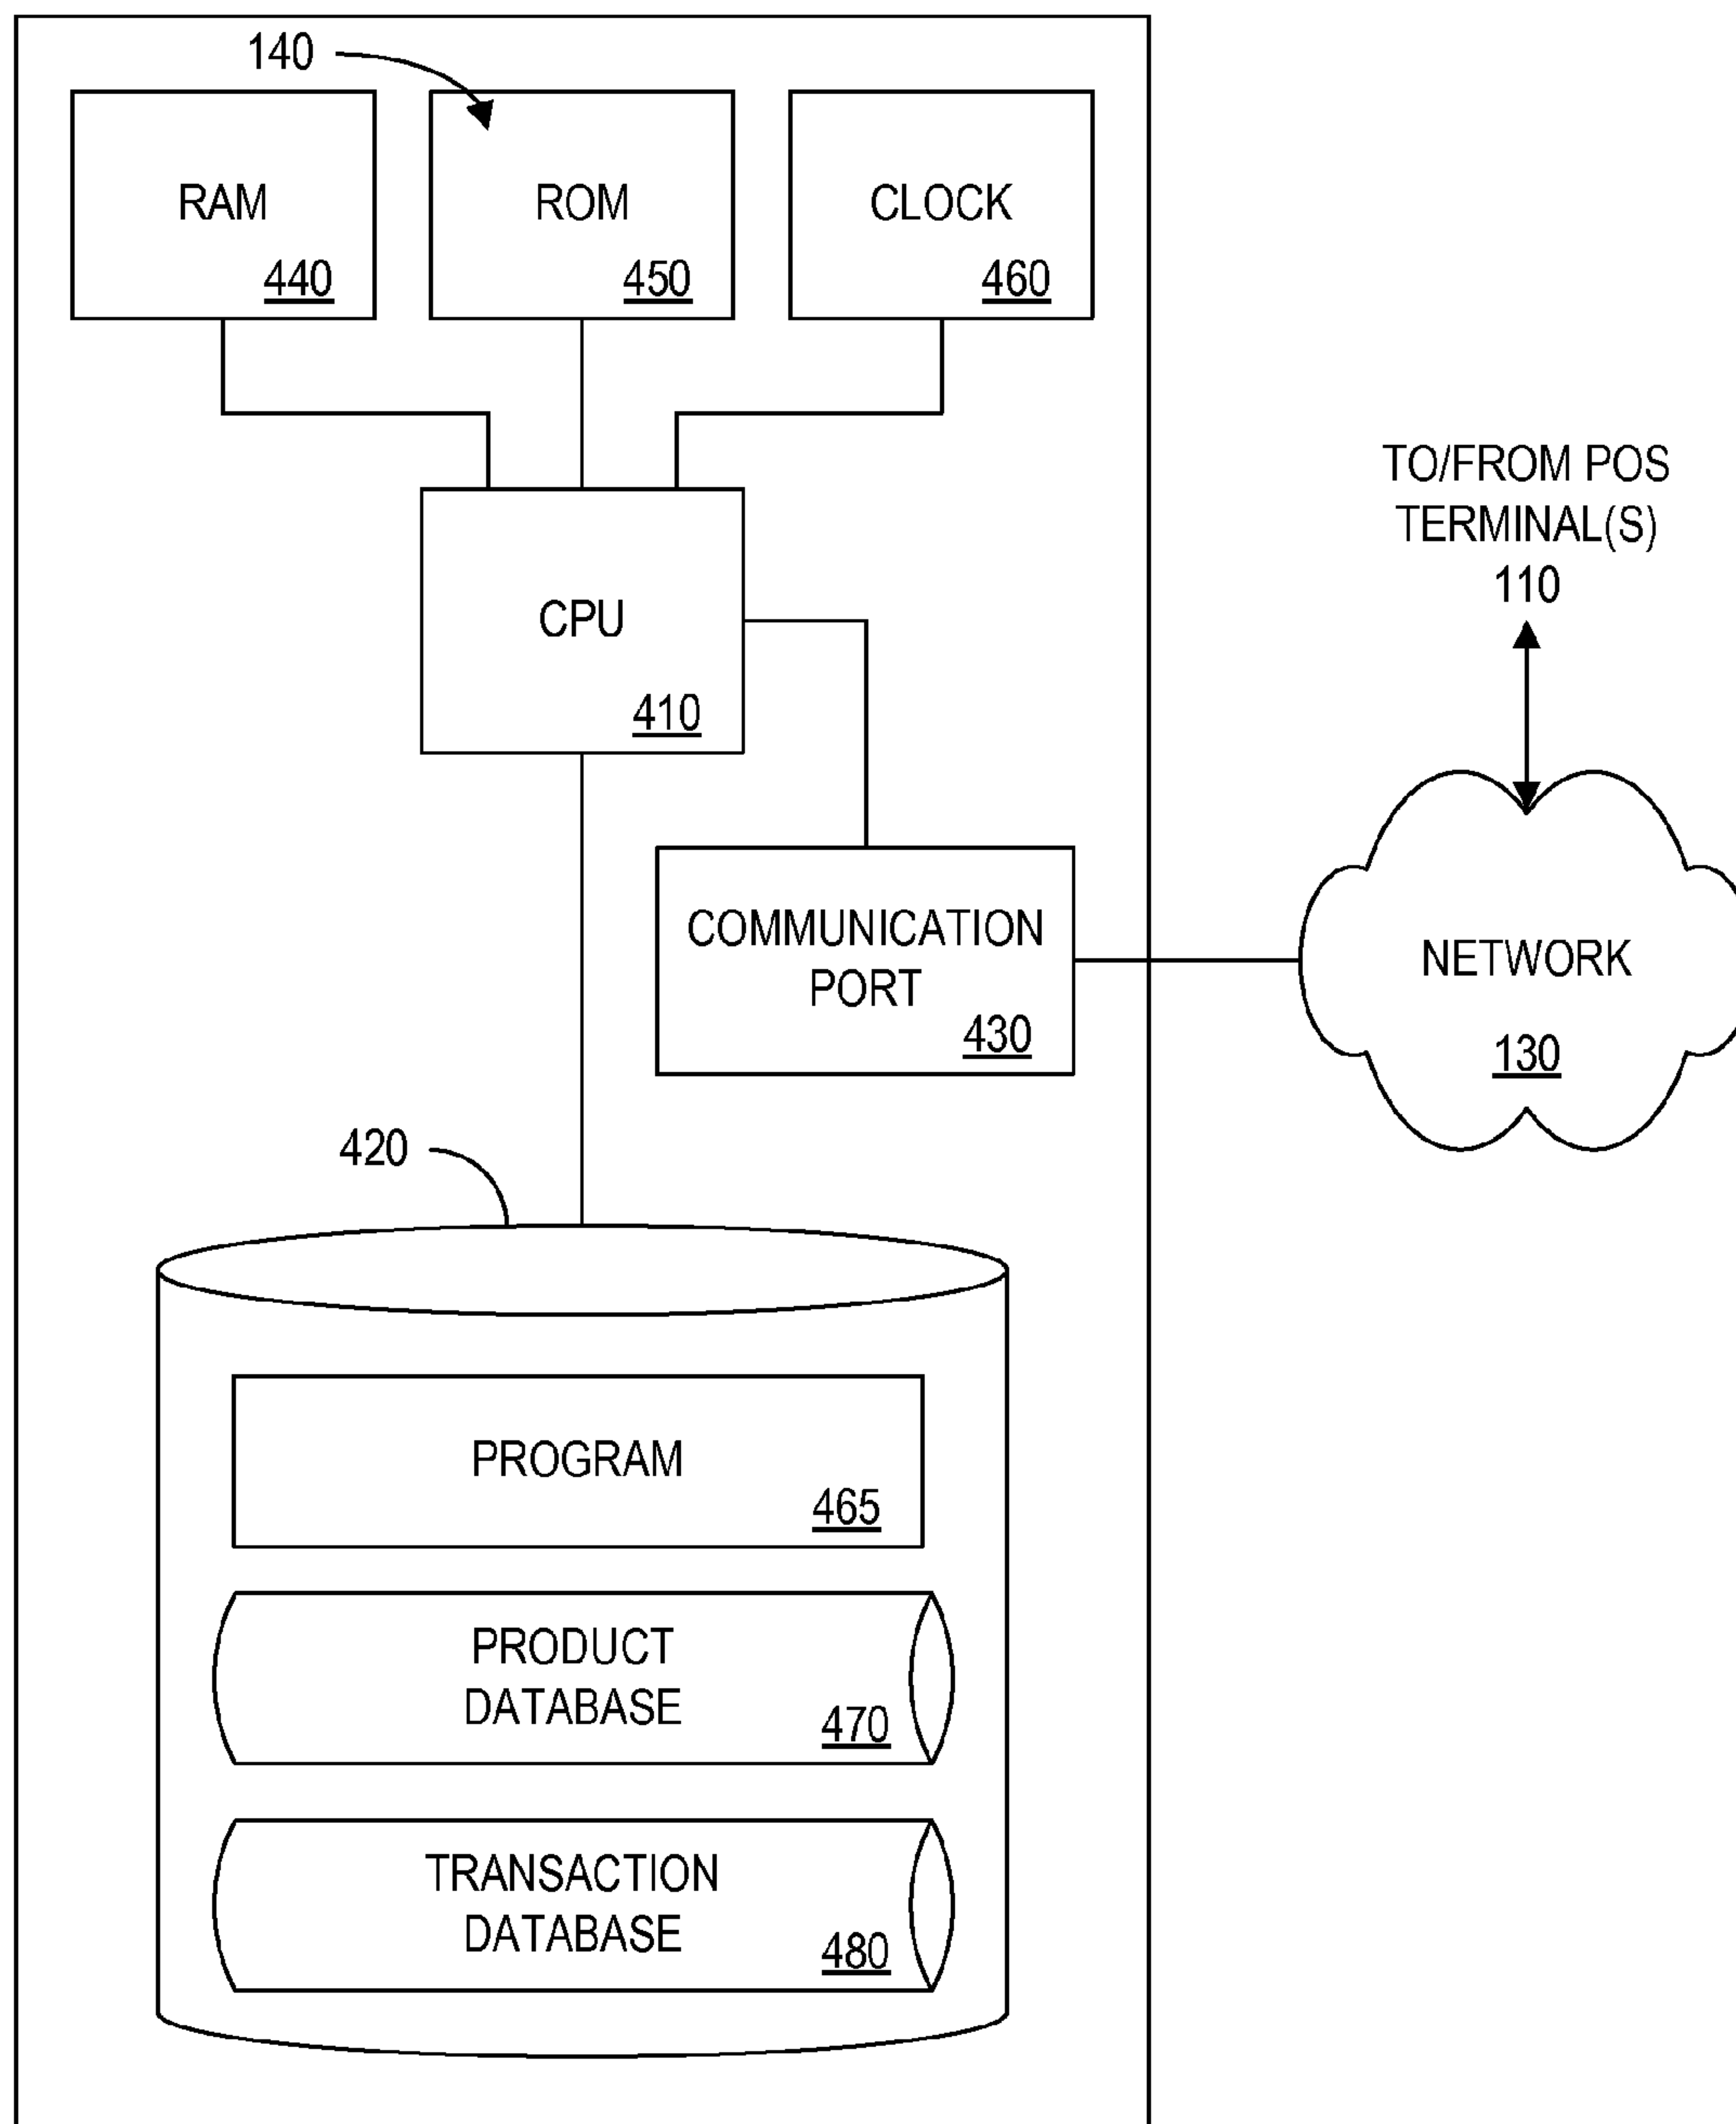 140
RAM
440
ROM
450
CLOCK
460
CPU
410
TO/FROM POS
TERMINAL(S)
110
COMMUNICATION
PORT
430
NETWORK
130
420
PROGRAM
465
PRODUCT
DATABASE
470
TRANSACTION
DATABASE
480